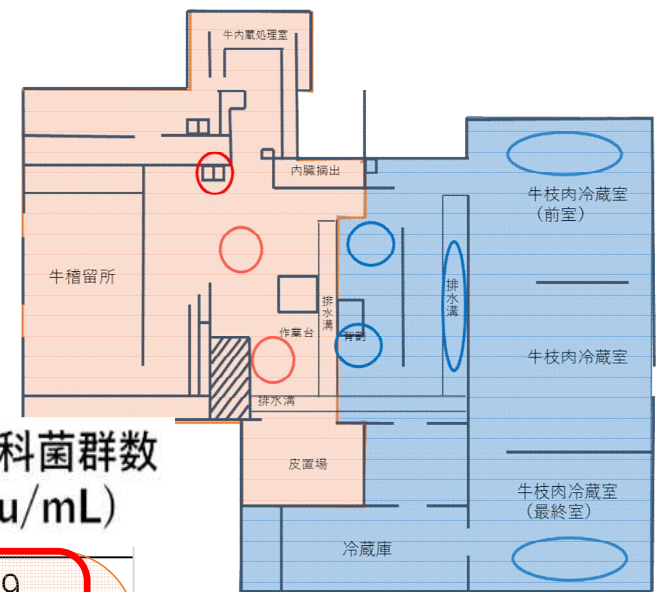 牛内蔵処理室
内臓摘出
牛枝肉冷蔵室
(前室)
牛稽留所
排水溝
排水溝
作業台
背割
牛枝肉冷蔵室
排水溝
科菌群数
皮置場
u/mL)
牛枝肉冷蔵室
(最終室)
冷蔵庫
9